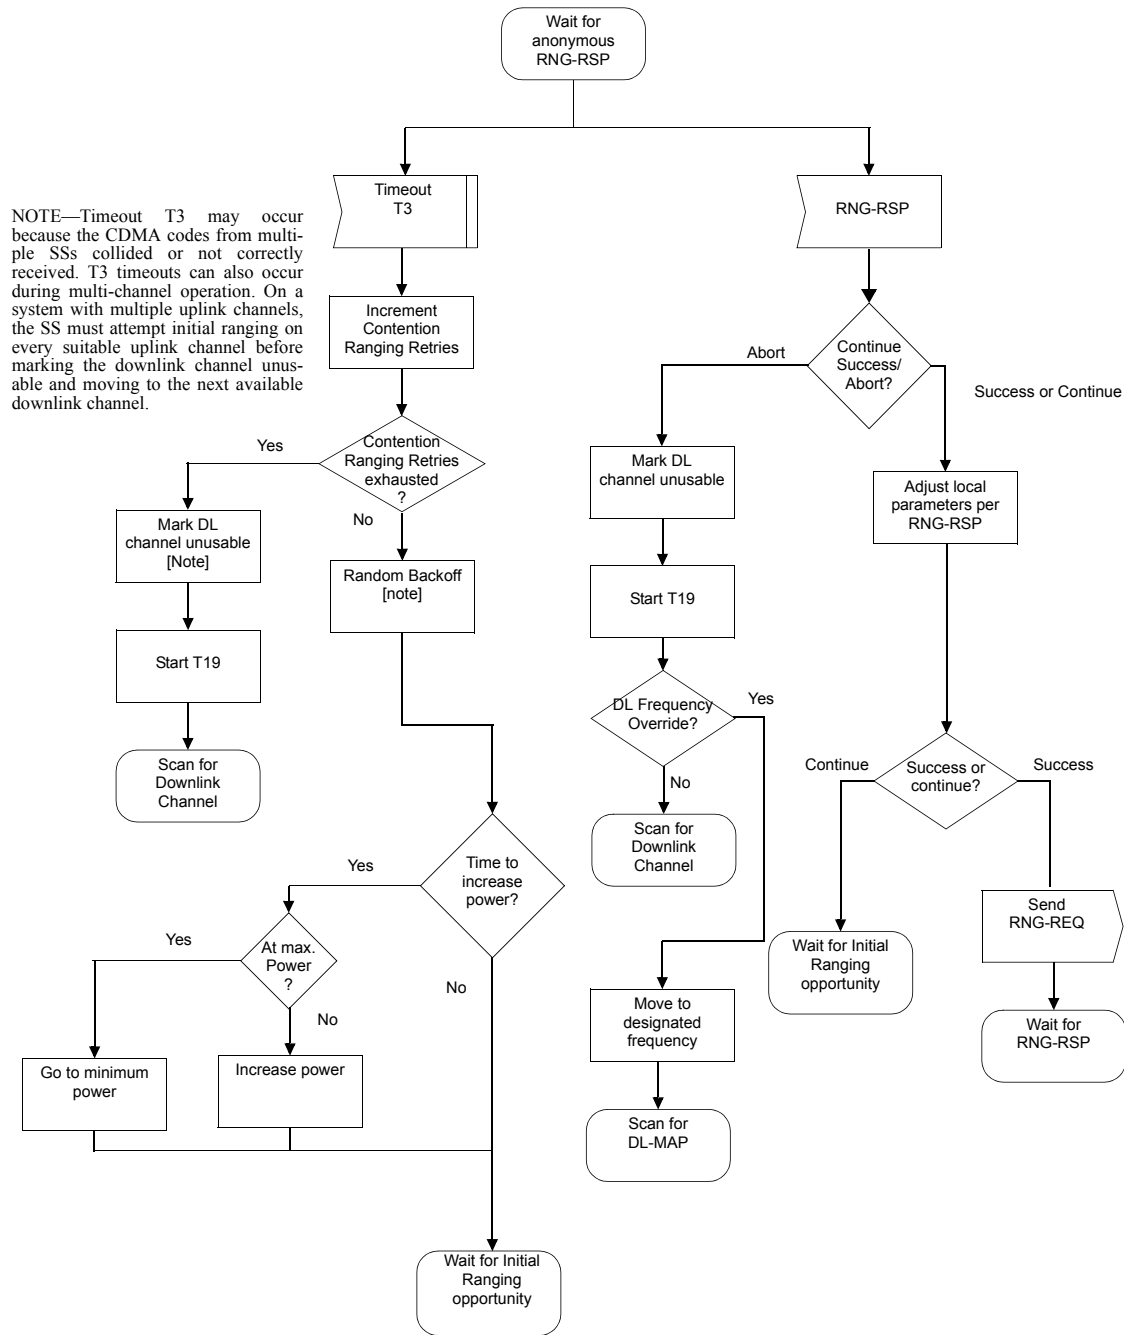 Wait for
anonymous
RNG-RSP
Timeout
T3
RNG-RSP
NOTE—Timeout T3 may occur
because the CDMA codes from multi-
ple SSs collided or not correctly
received. T3 timeouts can also occur
during multi-channel operation. On a
system with multiple uplink channels,
the SS must attempt initial ranging on
every suitable uplink channel before
marking the downlink channel unus-
able and moving to the next available
downlink channel.
Increment
Contention
Ranging Retries
Continue
Success/
Abort?
Abort
Success or Continue
Contention
Ranging Retries
exhausted
?
Yes
No
Mark DL
channel unusable
[Note]
Random Backoff
[note]
Start T19
Scan for
Downlink
Channel
Mark DL
channel unusable
Start T19
Adjust local
parameters per
RNG-RSP
DL Frequency
Override?
Yes
No
Scan for
Downlink
Channel
Success or
continue?
Continue
Success
Time to
increase
power?
Yes
No
At max.
Power
?
Yes
No
Go to minimum
power
Increase power
Move to
designated
frequency
Scan for
DL-MAP
Wait for Initial
Ranging
opportunity
Send
RNG-REQ
Wait for
RNG-RSP
Wait for Initial
Ranging
opportunity